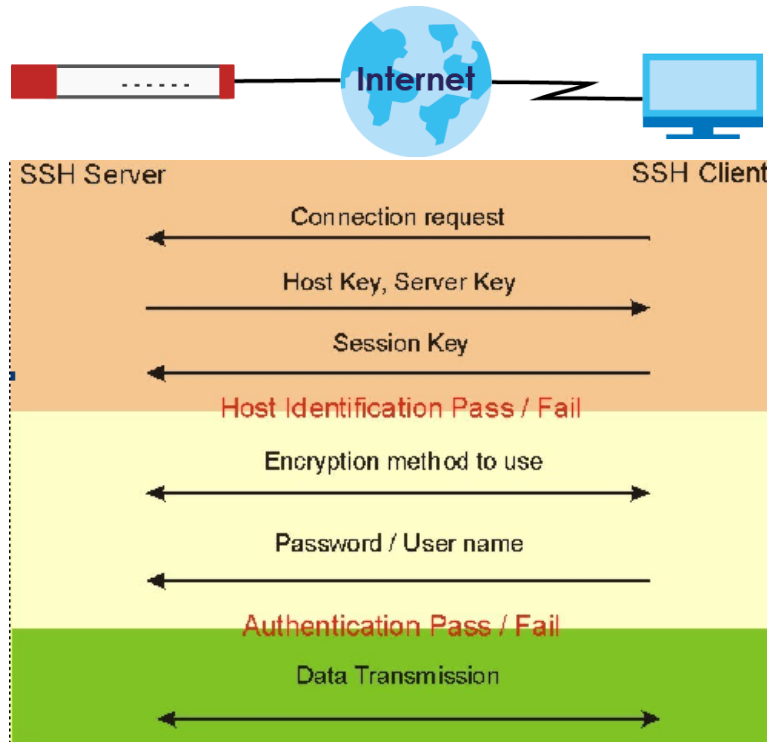 Internet
SSH Server
SSH Client
Connection request
Host Key, Server Key
Session Key
Host Identification Pass / Fail
Encryption method to use
Password / User name
Authentication Pass / Fail
Data Transmission